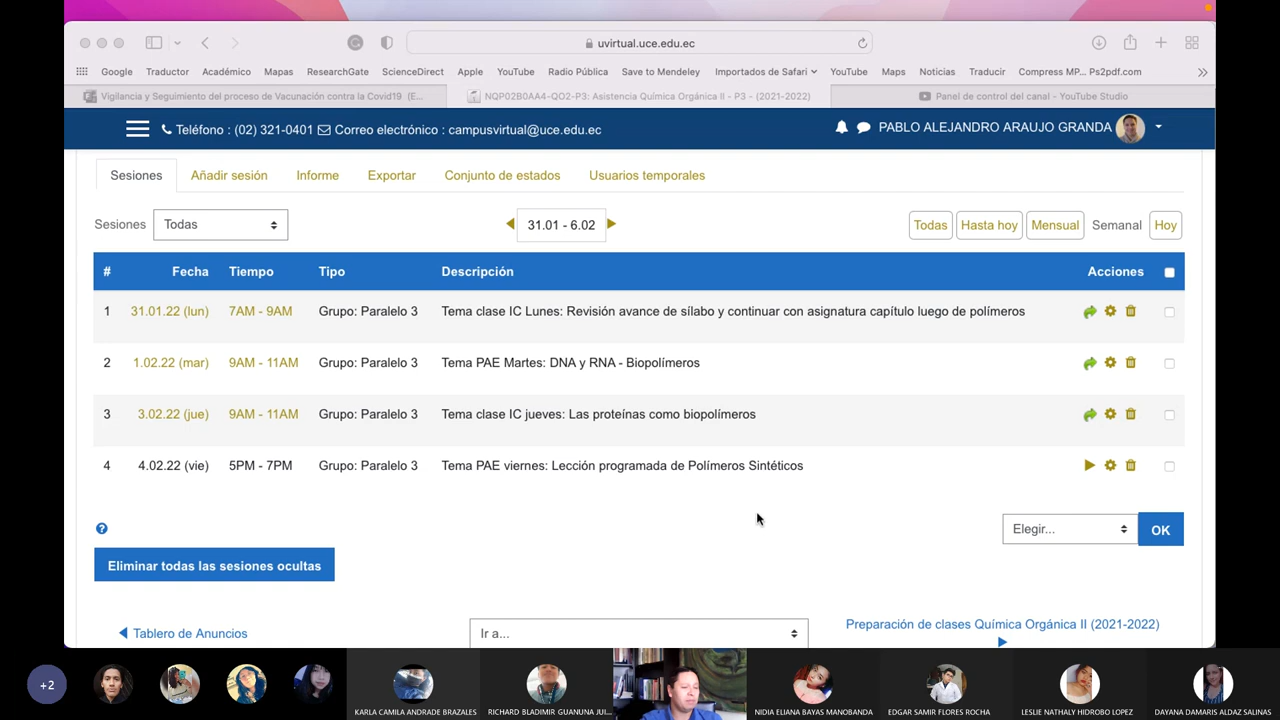 uvirtual.uce.edu.ec
Google Traductor Académico Mapas ResearchGate ScienceDirect Apple YouTube Radio Pública Save to Mendeley Importados de Safari YouTube Maps Noticias Traducir Compress MP... Ps2pdf.com
Vigilancia y Seguimiento del proceso de Vacunación contra la Covid19 (E... NQP02B0AA4-QO2-P3: Asistencia Química Orgánica II - P3 - (2021-2022) Panel de control del canal - YouTube Studio
Teléfono : (02) 321-0401 Correo electrónico : campusvirtual@uce.edu.ec PABLO ALEJANDRO ARAUJO GRANDA
Sesiones Añadir sesión Informe Exportar Conjunto de estados Usuarios temporales
Sesiones Todas 31.01 - 6.02 Todas Hasta hoy Mensual Semanal Hoy
# Fecha Tiempo Tipo Descripción Acciones
1 31.01.22 (lun) 7AM - 9AM Grupo: Paralelo 3 Tema clase IC Lunes: Revisión avance de sílabo y continuar con asignatura capítulo luego de polímeros
2 1.02.22 (mar) 9AM - 11AM Grupo: Paralelo 3 Tema PAE Martes: DNA y RNA - Biopolímeros
3 3.02.22 (jue) 9AM - 11AM Grupo: Paralelo 3 Tema clase IC jueves: Las proteínas como biopolímeros
4 4.02.22 (vie) 5PM - 7PM Grupo: Paralelo 3 Tema PAE viernes: Lección programada de Polímeros Sintéticos
Elegir... OK
Eliminar todas las sesiones ocultas
Tablero de Anuncios Ir a... Preparación de clases Química Orgánica II (2021-2022)
+2
KARLA CAMILA ANDRADE BRAZALES RICHARD BLADIMIR GUANUNA JUI... NIDIA ELIANA BAYAS MANOBANDA EDGAR SAMIR FLORES ROCHA LESLIE NATHALY HIDROBO LOPEZ DAYANA DAMARIS ALDAZ SALINAS